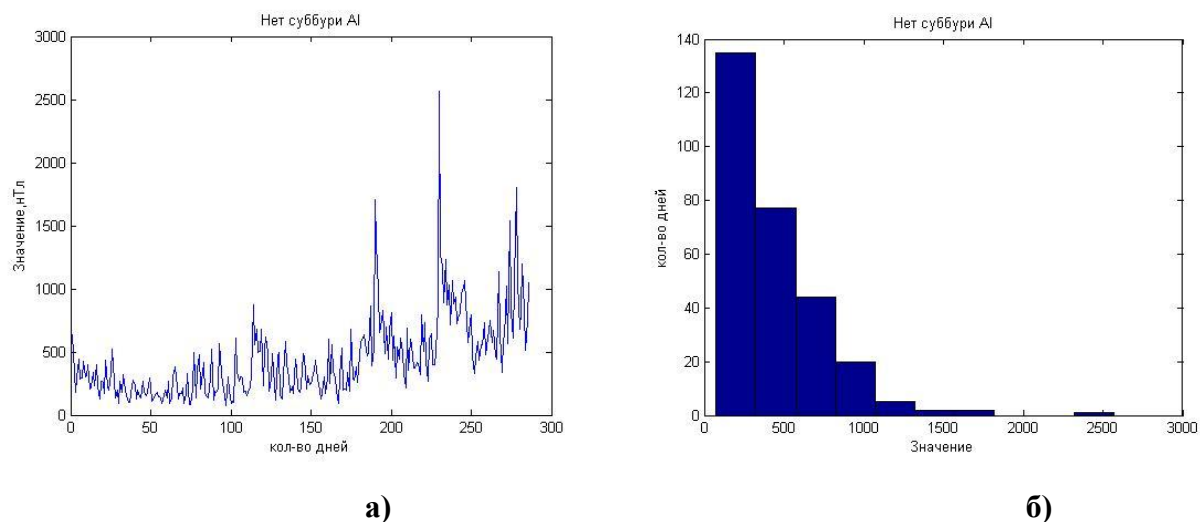 Нет суббури AI
3000
2500
2000
1500
1000
500
0
Значение,нТл
0 50 100 150 200 250 300
кол-во дней
а)
Нет суббури AI
140
120
100
80
60
40
20
0
кол-во дней
0 500 1000 1500 2000 2500 3000
Значение
б)